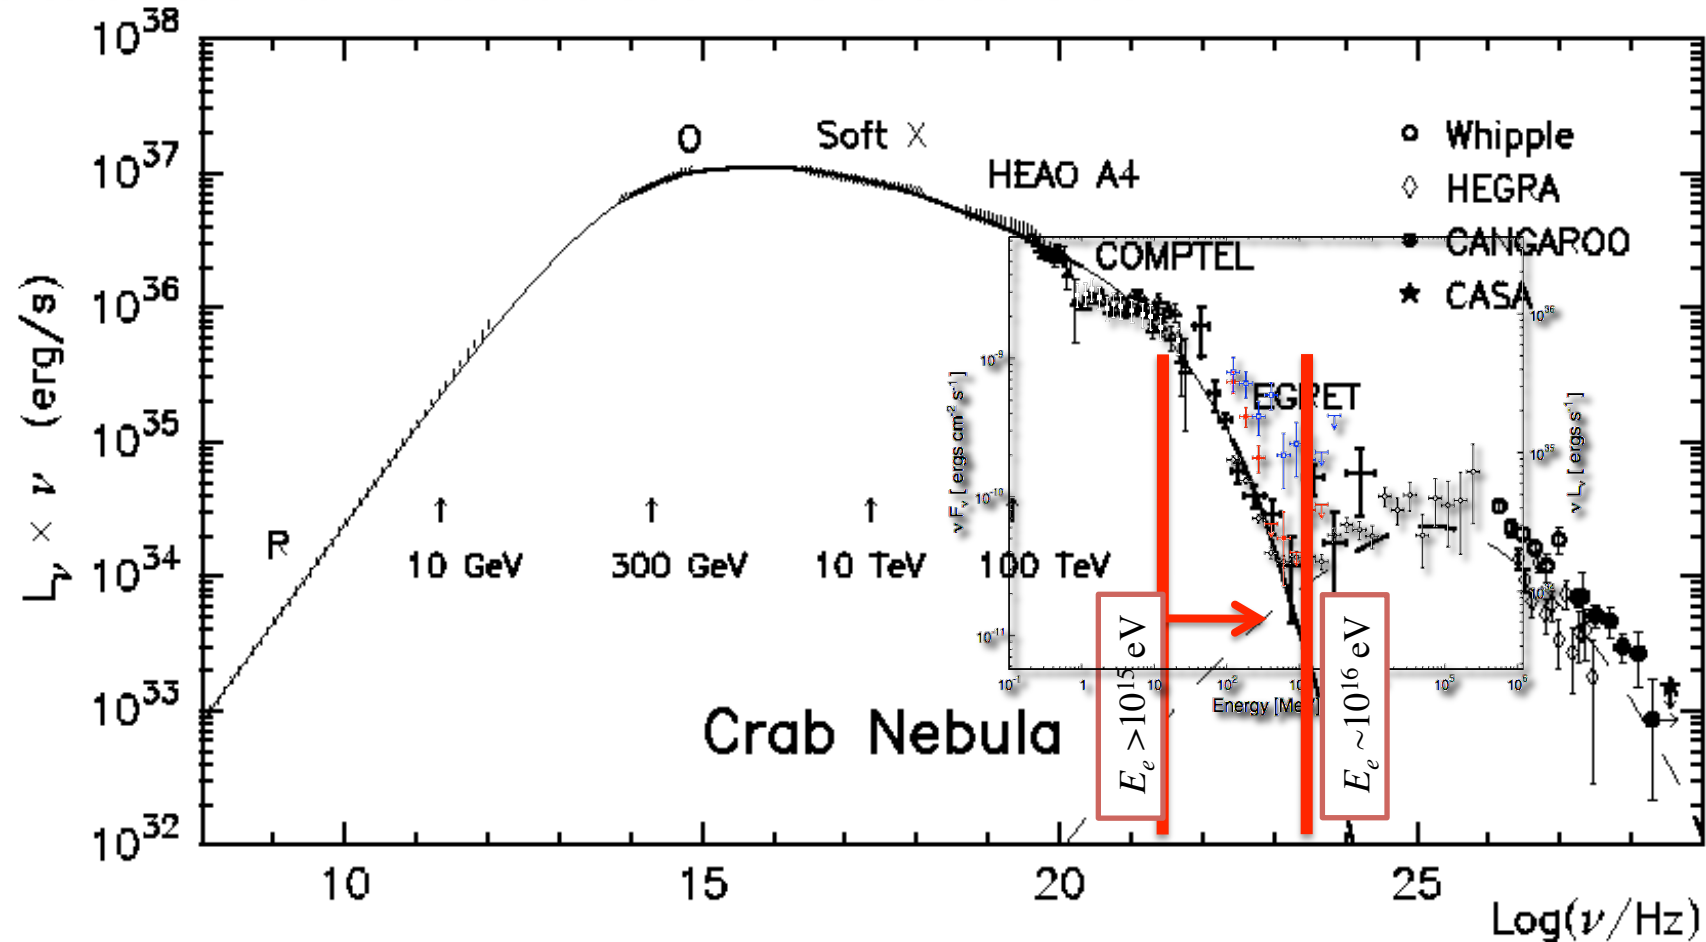 10^38
10^37
10^36
10^35
10^34
10^33
10^32
L_ν × ν (erg/s)
O
Soft X
HEAO A4
COMPTEL
EGRET
R
Whipple
HEGRA
CANGAROO
CASA
↑ ↑ ↑ ↑
10 GeV 300 GeV 10 TeV 100 TeV
Crab Nebula
10 15 20 25
Log(ν/Hz)
ν F_ν [ ergs cm^-2 s^-1 ]
10^-9
10^-10
10^-11
ν L_ν [ ergs s^-1 ]
10^36
10^35
10^-1 1 10 10^2 10^5 10^6
Energy [MeV]
E_e >10^15 eV
E_e ~10^16 eV